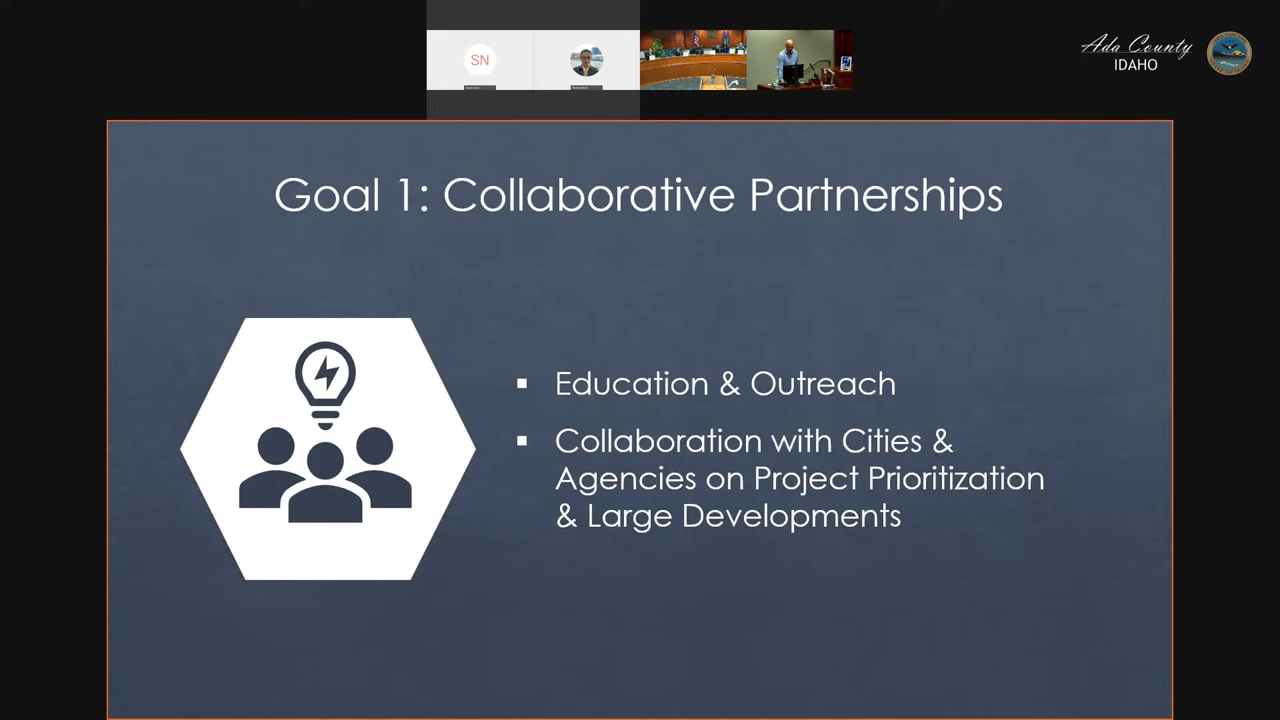 SN
Ada County
IDAHO
Goal 1: Collaborative Partnerships
▪ Education & Outreach
▪ Collaboration with Cities &
Agencies on Project Prioritization
& Large Developments